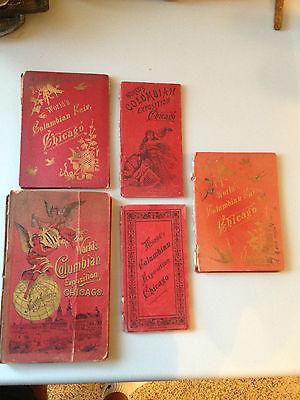 WORLD'S
Columbian Fair,
Chicago.
WORLD'S
COLUMBIAN
EXPOSITION
Chicago
World's
Columbian Fair,
Chicago.
The
World's
Columbian
Exposition
CHICAGO.
World's
Columbian
Exposition
Chicago